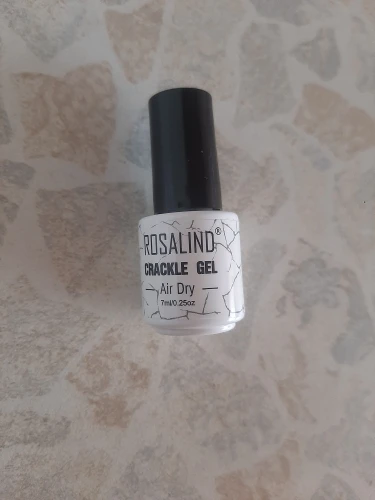 ROSALIND®
CRACKLE GEL
Air Dry
7ml/0.25oz